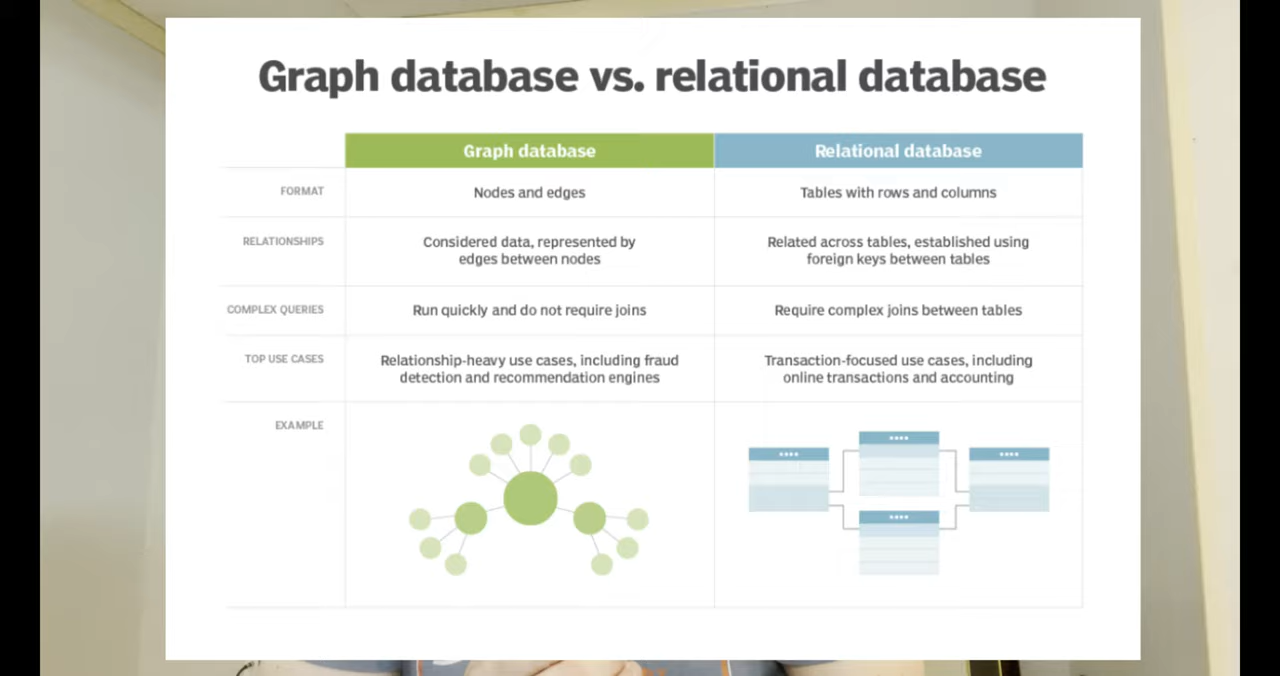 Graph database vs. relational database
Graph database
Relational database
FORMAT
Nodes and edges
Tables with rows and columns
RELATIONSHIPS
Considered data, represented by
edges between nodes
Related across tables, established using
foreign keys between tables
COMPLEX QUERIES
Run quickly and do not require joins
Require complex joins between tables
TOP USE CASES
Relationship-heavy use cases, including fraud
detection and recommendation engines
Transaction-focused use cases, including
online transactions and accounting
EXAMPLE